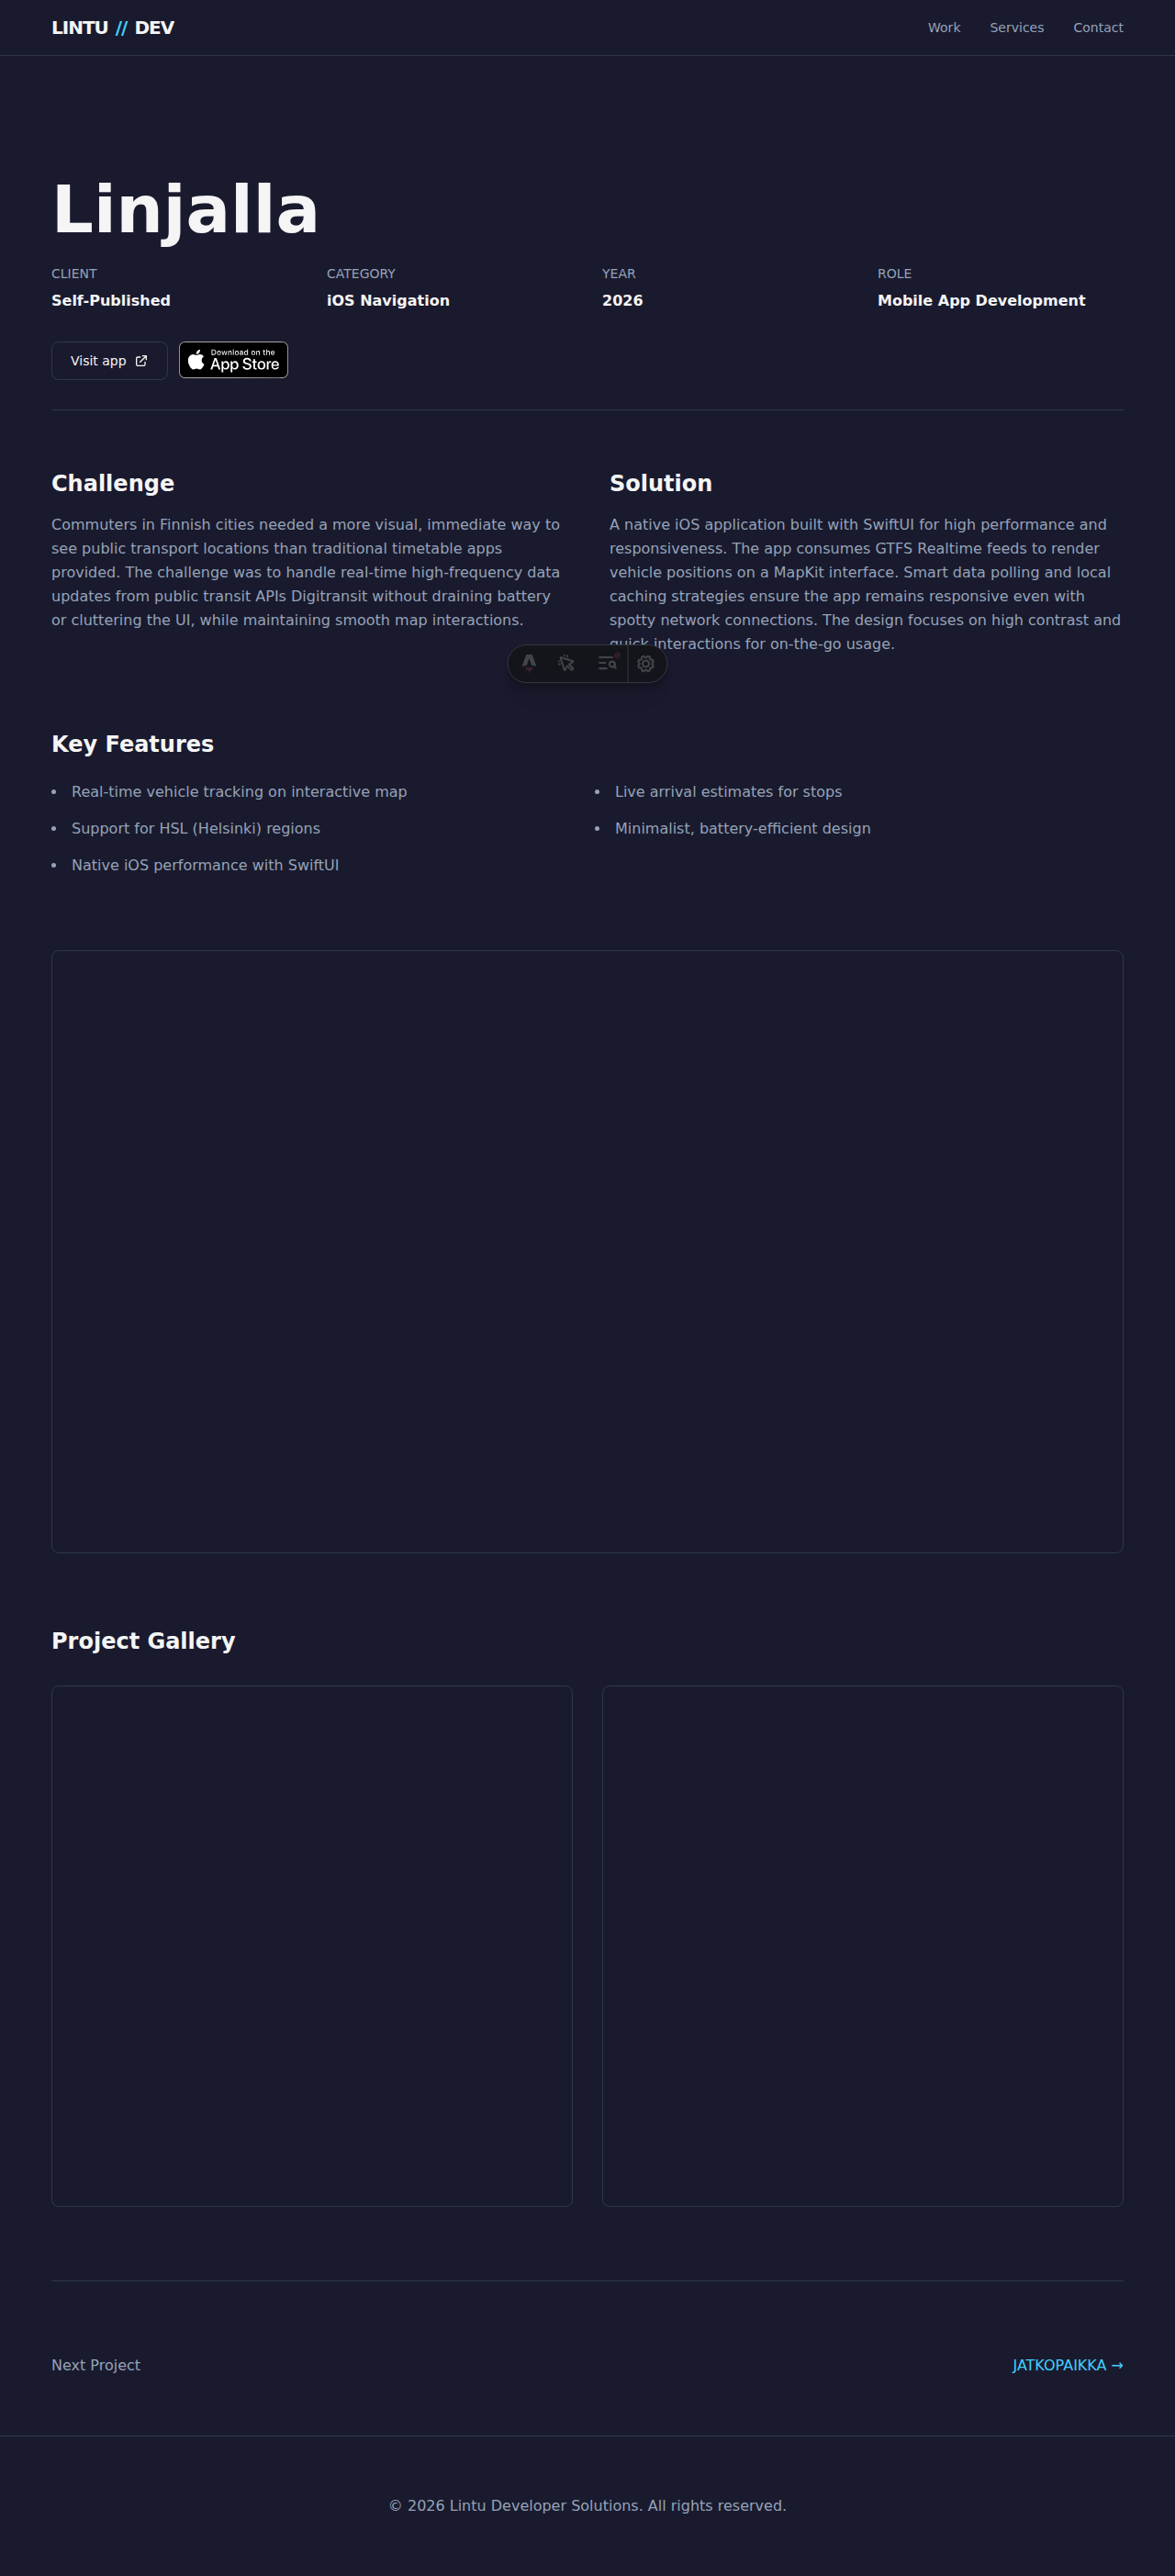 LINTU // DEV
Work Services Contact
Linjalla
CLIENT
Self-Published
CATEGORY
iOS Navigation
YEAR
2026
ROLE
Mobile App Development
Visit app
Download on the
App Store
Challenge
Commuters in Finnish cities needed a more visual, immediate way to
see public transport locations than traditional timetable apps
provided. The challenge was to handle real-time high-frequency data
updates from public transit APIs Digitransit without draining battery
or cluttering the UI, while maintaining smooth map interactions.
Solution
A native iOS application built with SwiftUI for high performance and
responsiveness. The app consumes GTFS Realtime feeds to render
vehicle positions on a MapKit interface. Smart data polling and local
caching strategies ensure the app remains responsive even with
spotty network connections. The design focuses on high contrast and
quick interactions for on-the-go usage.
Key Features
Real-time vehicle tracking on interactive map
Live arrival estimates for stops
Support for HSL (Helsinki) regions
Minimalist, battery-efficient design
Native iOS performance with SwiftUI
Project Gallery
Next Project
JATKOPAIKKA →
© 2026 Lintu Developer Solutions. All rights reserved.